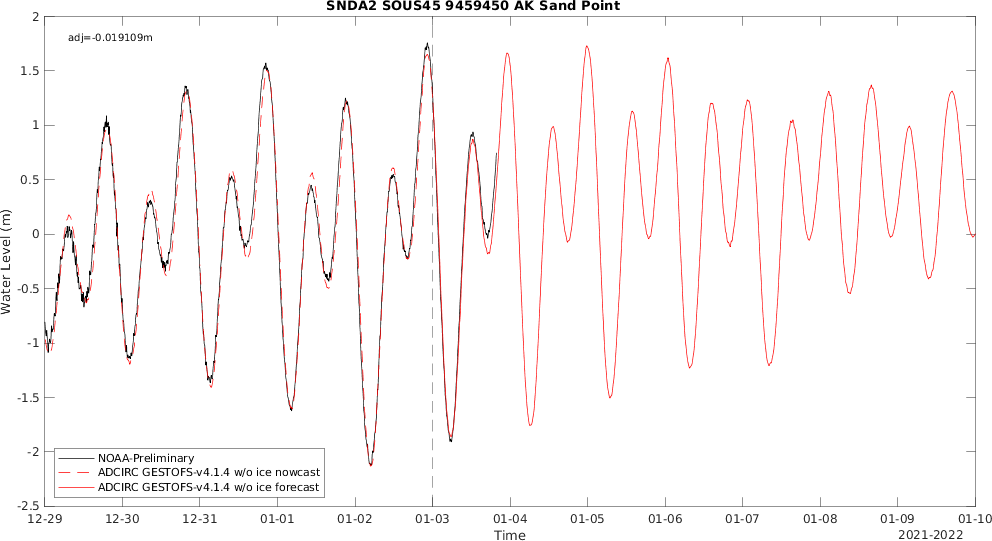 SNDA2 SOUS45 9459450 AK Sand Point
adj=-0.019109m
2
1.5
1
0.5
0
-0.5
-1
-1.5
-2
-2.5
Water Level (m)
NOAA-Preliminary
ADCIRC GESTOFS-v4.1.4 w/o ice nowcast
ADCIRC GESTOFS-v4.1.4 w/o ice forecast
12-29 12-30 12-31 01-01 01-02 01-03 01-04 01-05 01-06 01-07 01-08 01-09 01-10
Time
2021-2022